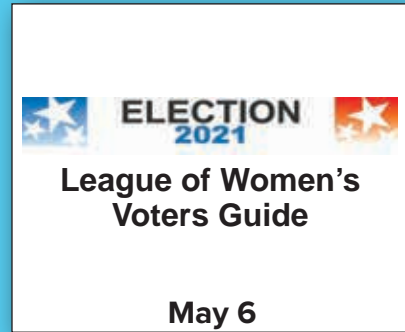 ELECTION
2021
League of Women’s
Voters Guide
May 6